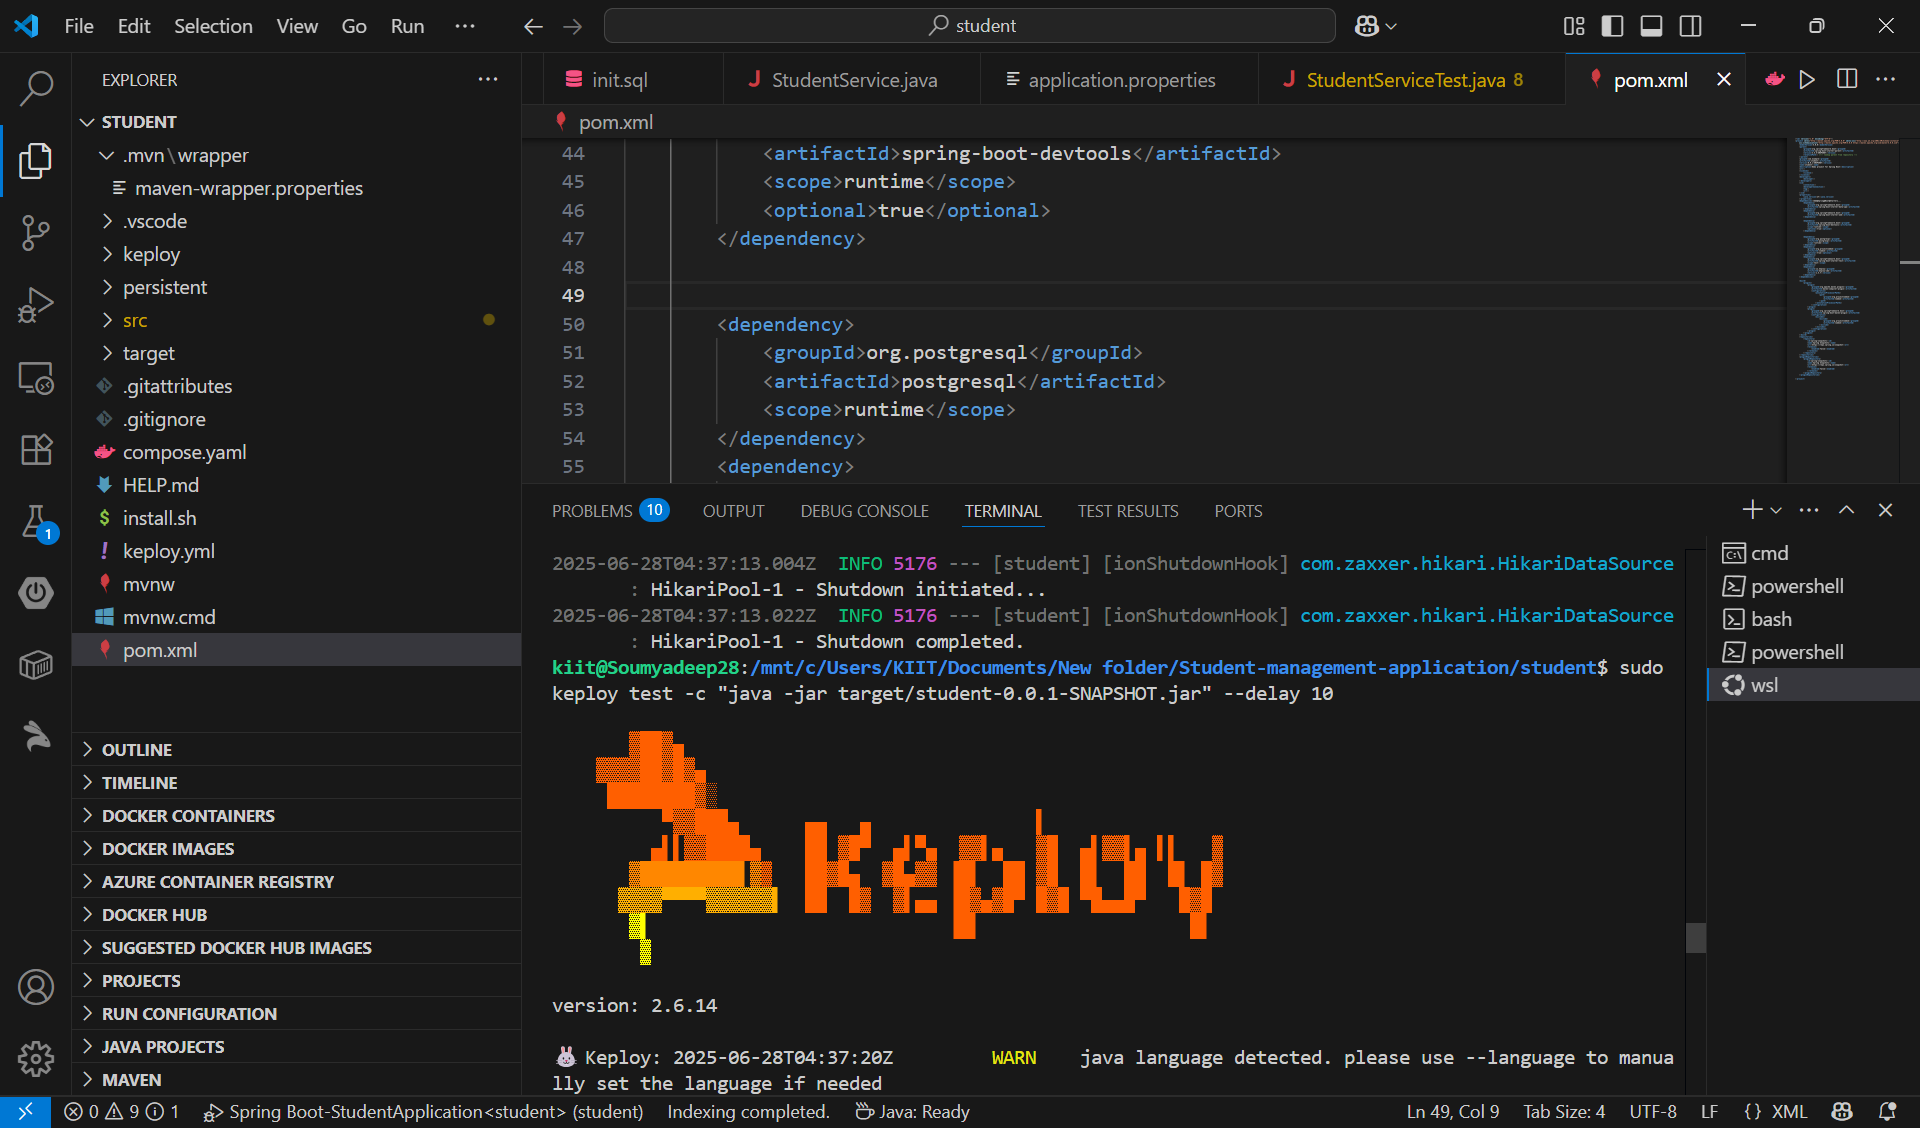 File Edit Selection View Go Run ··· student
EXPLORER ···
STUDENT
.mvn\wrapper
maven-wrapper.properties
.vscode
keploy
persistent
src
target
.gitattributes
.gitignore
compose.yaml
HELP.md
install.sh
keploy.yml
mvnw
mvnw.cmd
pom.xml
OUTLINE
TIMELINE
DOCKER CONTAINERS
DOCKER IMAGES
AZURE CONTAINER REGISTRY
DOCKER HUB
SUGGESTED DOCKER HUB IMAGES
PROJECTS
RUN CONFIGURATION
JAVA PROJECTS
MAVEN
1
init.sql StudentService.java application.properties StudentServiceTest.java 8 pom.xml
pom.xml
44 <artifactId>spring-boot-devtools</artifactId>
45 <scope>runtime</scope>
46 <optional>true</optional>
47 </dependency>
48
49
50 <dependency>
51 <groupId>org.postgresql</groupId>
52 <artifactId>postgresql</artifactId>
53 <scope>runtime</scope>
54 </dependency>
55 <dependency>
PROBLEMS 10 OUTPUT DEBUG CONSOLE TERMINAL TEST RESULTS PORTS
2025-06-28T04:37:13.004Z INFO 5176 --- [student] [ionShutdownHook] com.zaxxer.hikari.HikariDataSource
: HikariPool-1 - Shutdown initiated...
2025-06-28T04:37:13.022Z INFO 5176 --- [student] [ionShutdownHook] com.zaxxer.hikari.HikariDataSource
: HikariPool-1 - Shutdown completed.
kiit@Soumyadeep28:/mnt/c/Users/KIIT/Documents/New folder/Student-management-application/student$ sudo
keploy test -c "java -jar target/student-0.0.1-SNAPSHOT.jar" --delay 10
Keploy
version: 2.6.14
🐰 Keploy: 2025-06-28T04:37:20Z WARN java language detected. please use --language to manua
lly set the language if needed
cmd
powershell
bash
powershell
wsl
0 9 1 Spring Boot-StudentApplication<student> (student) Indexing completed. Java: Ready Ln 49, Col 9 Tab Size: 4 UTF-8 LF {} XML